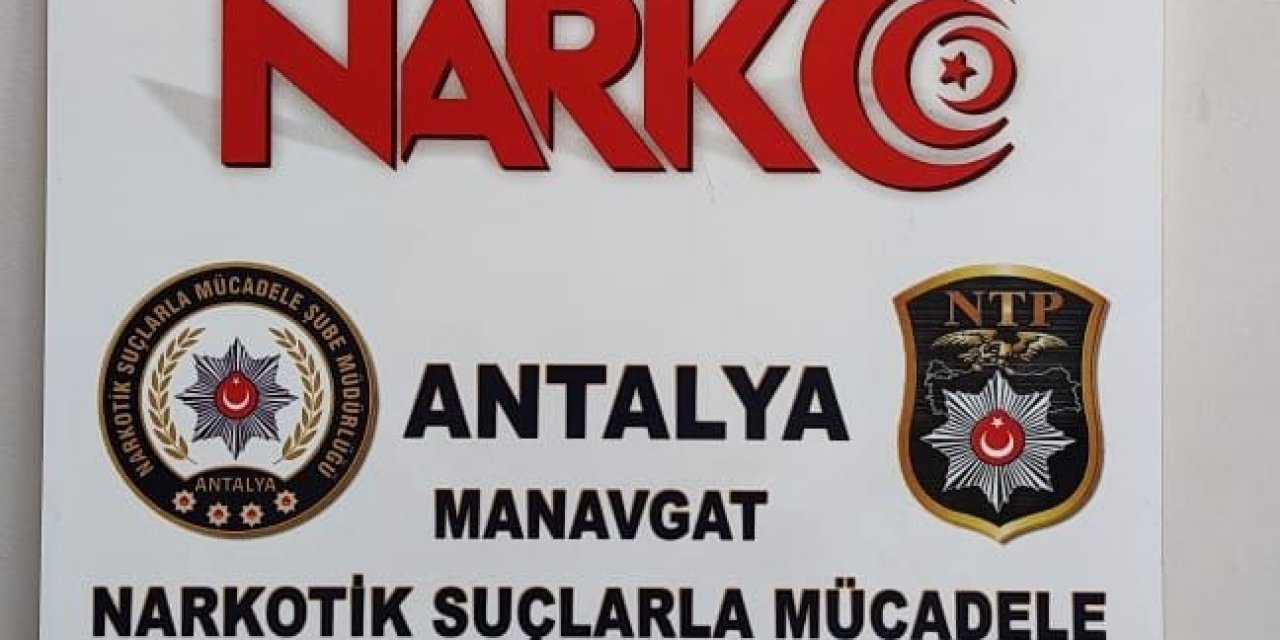 NARKO
NARKOTİK SUÇLARLA MÜCADELE ŞUBE MÜDÜRLÜĞÜ
ANTALYA
NTP
ANTALYA
MANAVGAT
NARKOTİK SUÇLARLA MÜCADELE